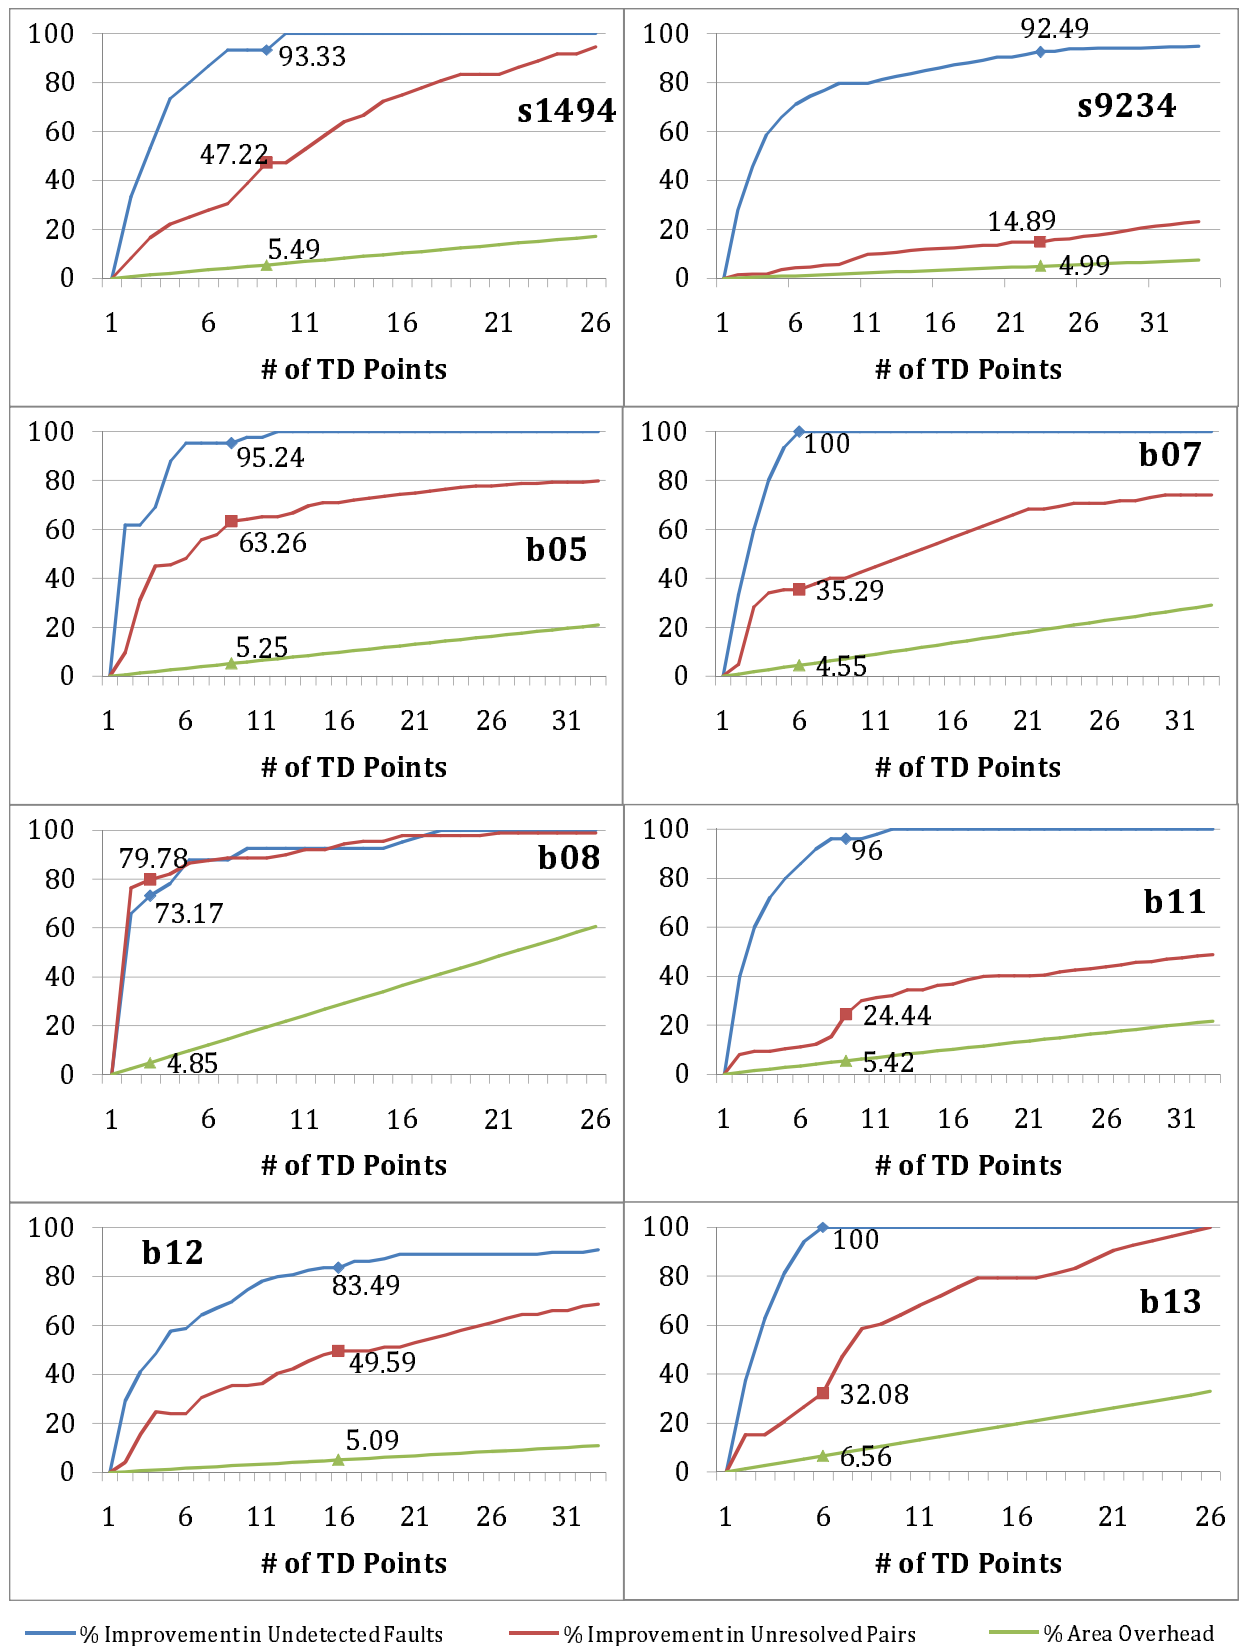 100
80
60
40
20
0
93.33
47.22
5.49
s1494
1 6 11 16 21 26
# of TD Points
100
80
60
40
20
0
92.49
14.89
4.99
s9234
1 6 11 16 21 26 31
# of TD Points
100
80
60
40
20
0
95.24
63.26
5.25
b05
1 6 11 16 21 26 31
# of TD Points
100
80
60
40
20
0
100
35.29
4.55
b07
1 6 11 16 21 26 31
# of TD Points
100
80
60
40
20
0
79.78
73.17
4.85
b08
1 6 11 16 21 26
# of TD Points
100
80
60
40
20
0
96
24.44
5.42
b11
1 6 11 16 21 26 31
# of TD Points
100
80
60
40
20
0
b12
83.49
49.59
5.09
1 6 11 16 21 26 31
# of TD Points
100
80
60
40
20
0
100
32.08
6.56
b13
1 6 11 16 21 26
# of TD Points
% Improvement in Undetected Faults
% Improvement in Unresolved Pairs
% Area Overhead